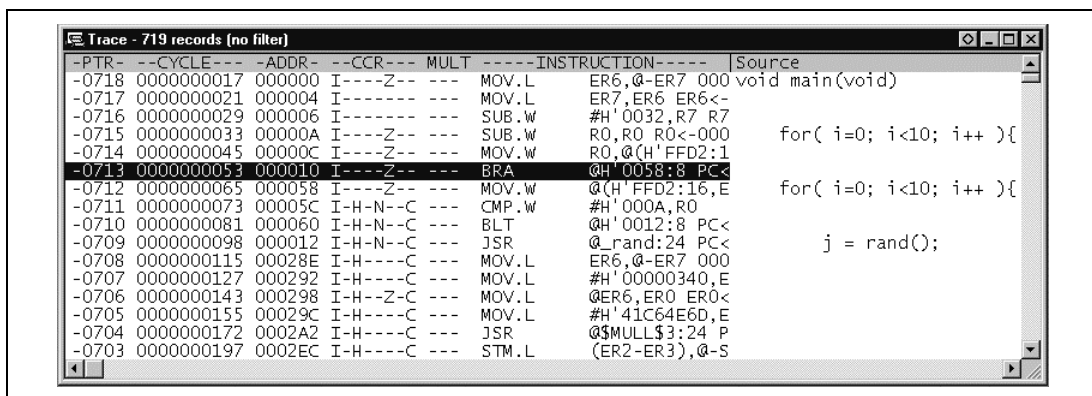 Trace - 719 records (no filter)
-PTR- --CYCLE--- -ADDR- --CCR--- MULT -----INSTRUCTION----- |Source
-0718 0000000017 000000 I----Z-- --- MOV.L ER6,@-ER7 000 void main(void)
-0717 0000000021 000004 I------- --- MOV.L ER7,ER6 ER6<-
-0716 0000000029 000006 I------- --- SUB.W #H'0032,R7 R7
-0715 0000000033 00000A I----Z-- --- SUB.W R0,R0 R0<-000 for( i=0; i<10; i++ ){
-0714 0000000045 00000C I----Z-- --- MOV.W R0,@(H'FFD2:1
-0713 0000000053 000010 I----Z-- --- BRA @H'0058:8 PC<
-0712 0000000065 000058 I----Z-- --- MOV.W @(H'FFD2:16,E for( i=0; i<10; i++ ){
-0711 0000000073 00005C I-H-N--C --- CMP.W #H'000A,R0
-0710 0000000081 000060 I-H-N--C --- BLT @H'0012:8 PC<
-0709 0000000098 000012 I-H-N--C --- JSR @_rand:24 PC< j = rand();
-0708 0000000115 00028E I-H----C --- MOV.L ER6,@-ER7 000
-0707 0000000127 000292 I-H----C --- MOV.L #H'00000340,E
-0706 0000000143 000298 I-H--Z-C --- MOV.L @ER6,ER0 ER0<
-0705 0000000155 00029C I-H----C --- MOV.L #H'41C64E6D,E
-0704 0000000172 0002A2 I-H----C --- JSR @$MULL$3:24 P
-0703 0000000197 0002EC I-H----C --- STM.L (ER2-ER3),@-S